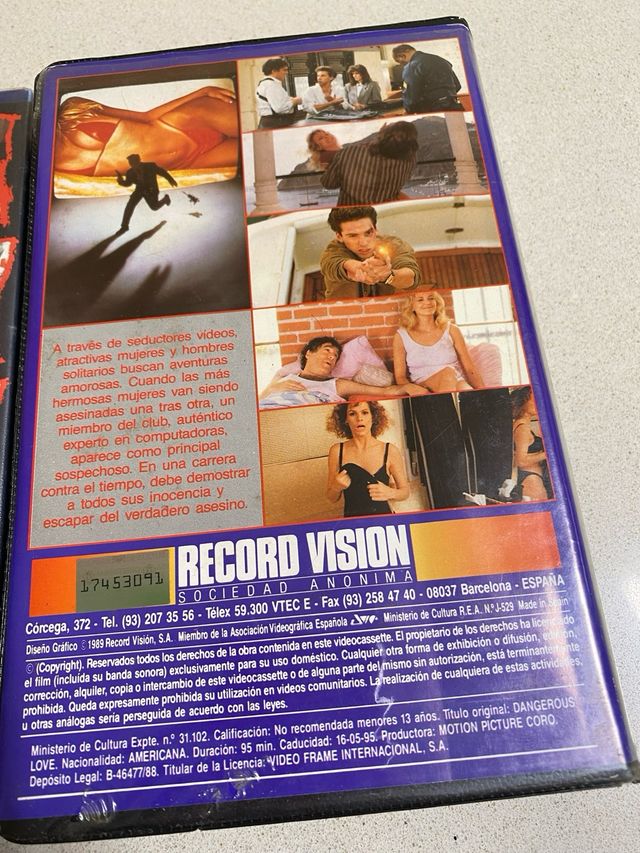 A través de seductores vídeos,
atractivas mujeres y hombres
solitarios buscan aventuras
amorosas. Cuando las más
hermosas mujeres van siendo
asesinadas una tras otra, un
miembro del club, auténtico
experto en computadoras,
aparece como principal
sospechoso. En una carrera
contra el tiempo, debe demostrar
a todos sus inocencia y
escapar del verdadero asesino.
17453091
RECORD VISION
SOCIEDAD ANONIMA
Córcega, 372 - Tel. (93) 207 35 56 - Télex 59.300 VTEC E - Fax (93) 258 47 40 - 08037 Barcelona - ESPAÑA
Diseño Gráfico © 1989 Record Visión, S.A. Miembro de la Asociación Videográfica Española Ministerio de Cultura R.E.A. N.º J-529 Made in Spain
© (Copyright). Reservados todos los derechos de la obra contenida en este videocassette. El propietario de los derechos ha licenciado
el film (incluida su banda sonora) exclusivamente para su uso doméstico. Cualquier otra forma de exhibición o difusión, edición,
corrección, alquiler, copia o intercambio de este videocassette o de alguna parte del mismo sin autorización, está terminantemente
prohibida. Queda expresamente prohibida su utilización en videos comunitarios. La realización de cualquiera de estas actividades,
u otras análogas sería perseguida de acuerdo con las leyes.
Ministerio de Cultura Expte. n.º 31.102. Calificación: No recomendada menores 13 años. Titulo original: DANGEROUS
LOVE. Nacionalidad: AMERICANA. Duración: 95 min. Caducidad: 16-05-95. Productora: MOTION PICTURE CORO.
Depósito Legal: B-46477/88. Titular de la Licencia: VIDEO FRAME INTERNACIONAL, S.A.